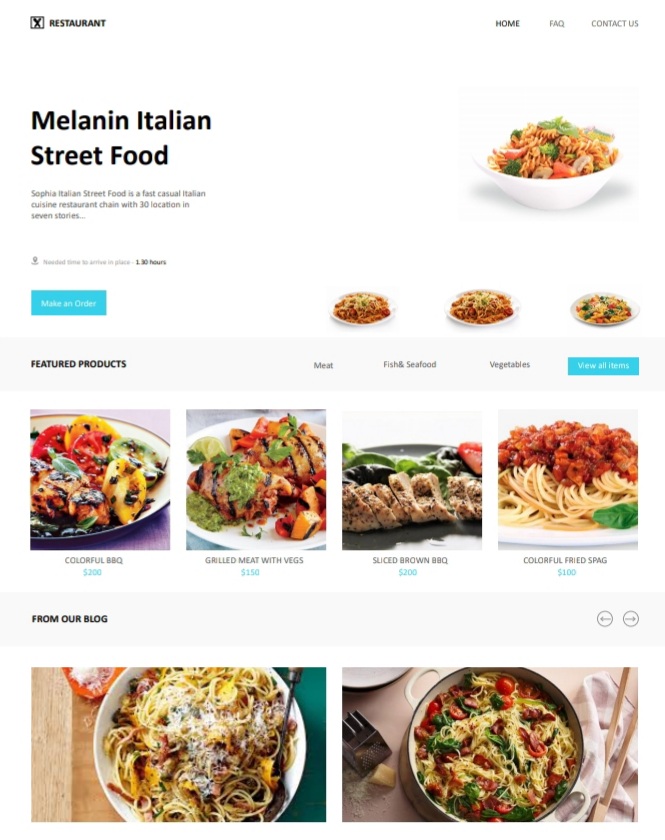 RESTAURANT
HOME FAQ CONTACT US
Melanin Italian
Street Food
Sophia Italian Street Food is a fast casual Italian
cuisine restaurant chain with 30 location in
seven stories...
Needed time to arrive in place - 1.30 hours
Make an Order
FEATURED PRODUCTS
Meat Fish& Seafood Vegetables View all items
COLORFUL BBQ
$200
GRILLED MEAT WITH VEGS
$150
SLICED BROWN BBQ
$200
COLORFUL FRIED SPAG
$100
FROM OUR BLOG